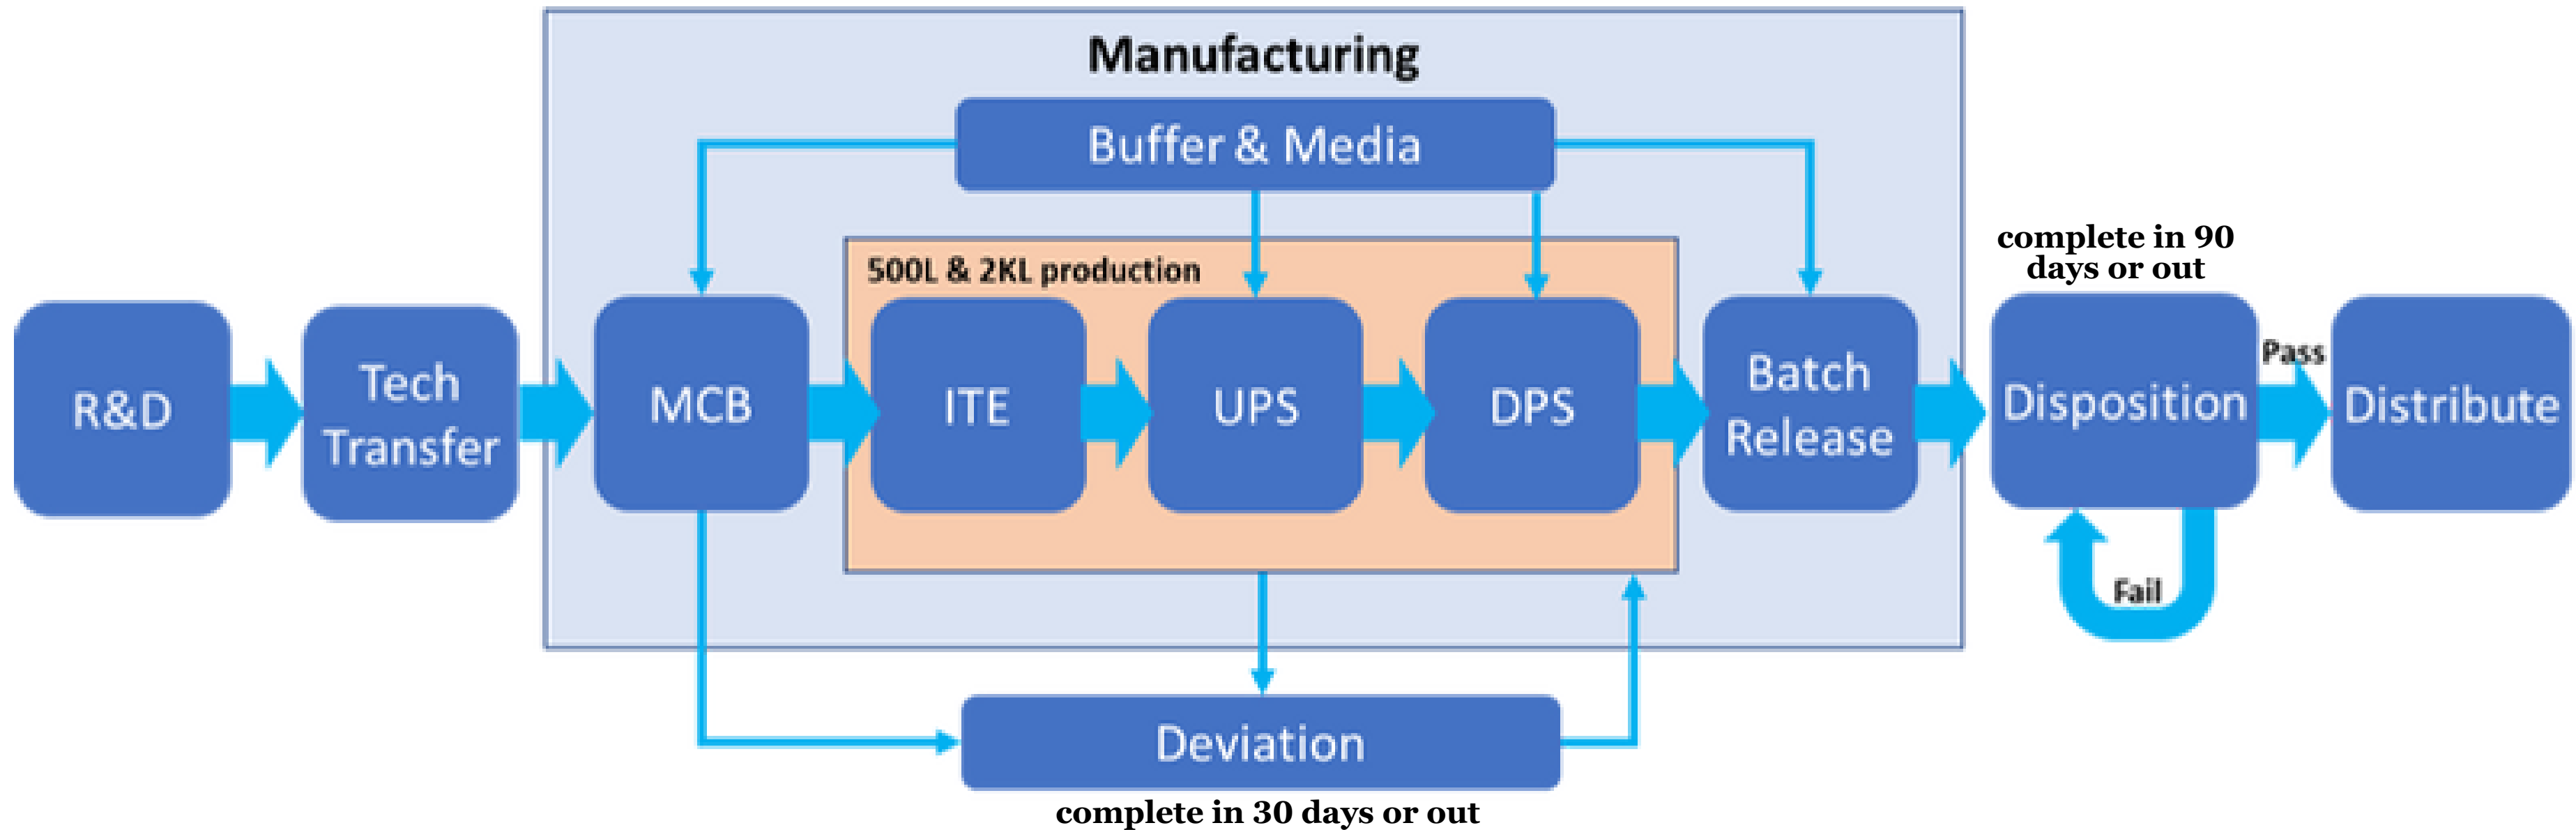 Manufacturing
Buffer & Media
complete in 90
days or out
500L & 2KL production
R&D
Tech
Transfer
MCB
ITE
UPS
DPS
Batch
Release
Disposition
Pass
Distribute
Fail
Deviation
complete in 30 days or out